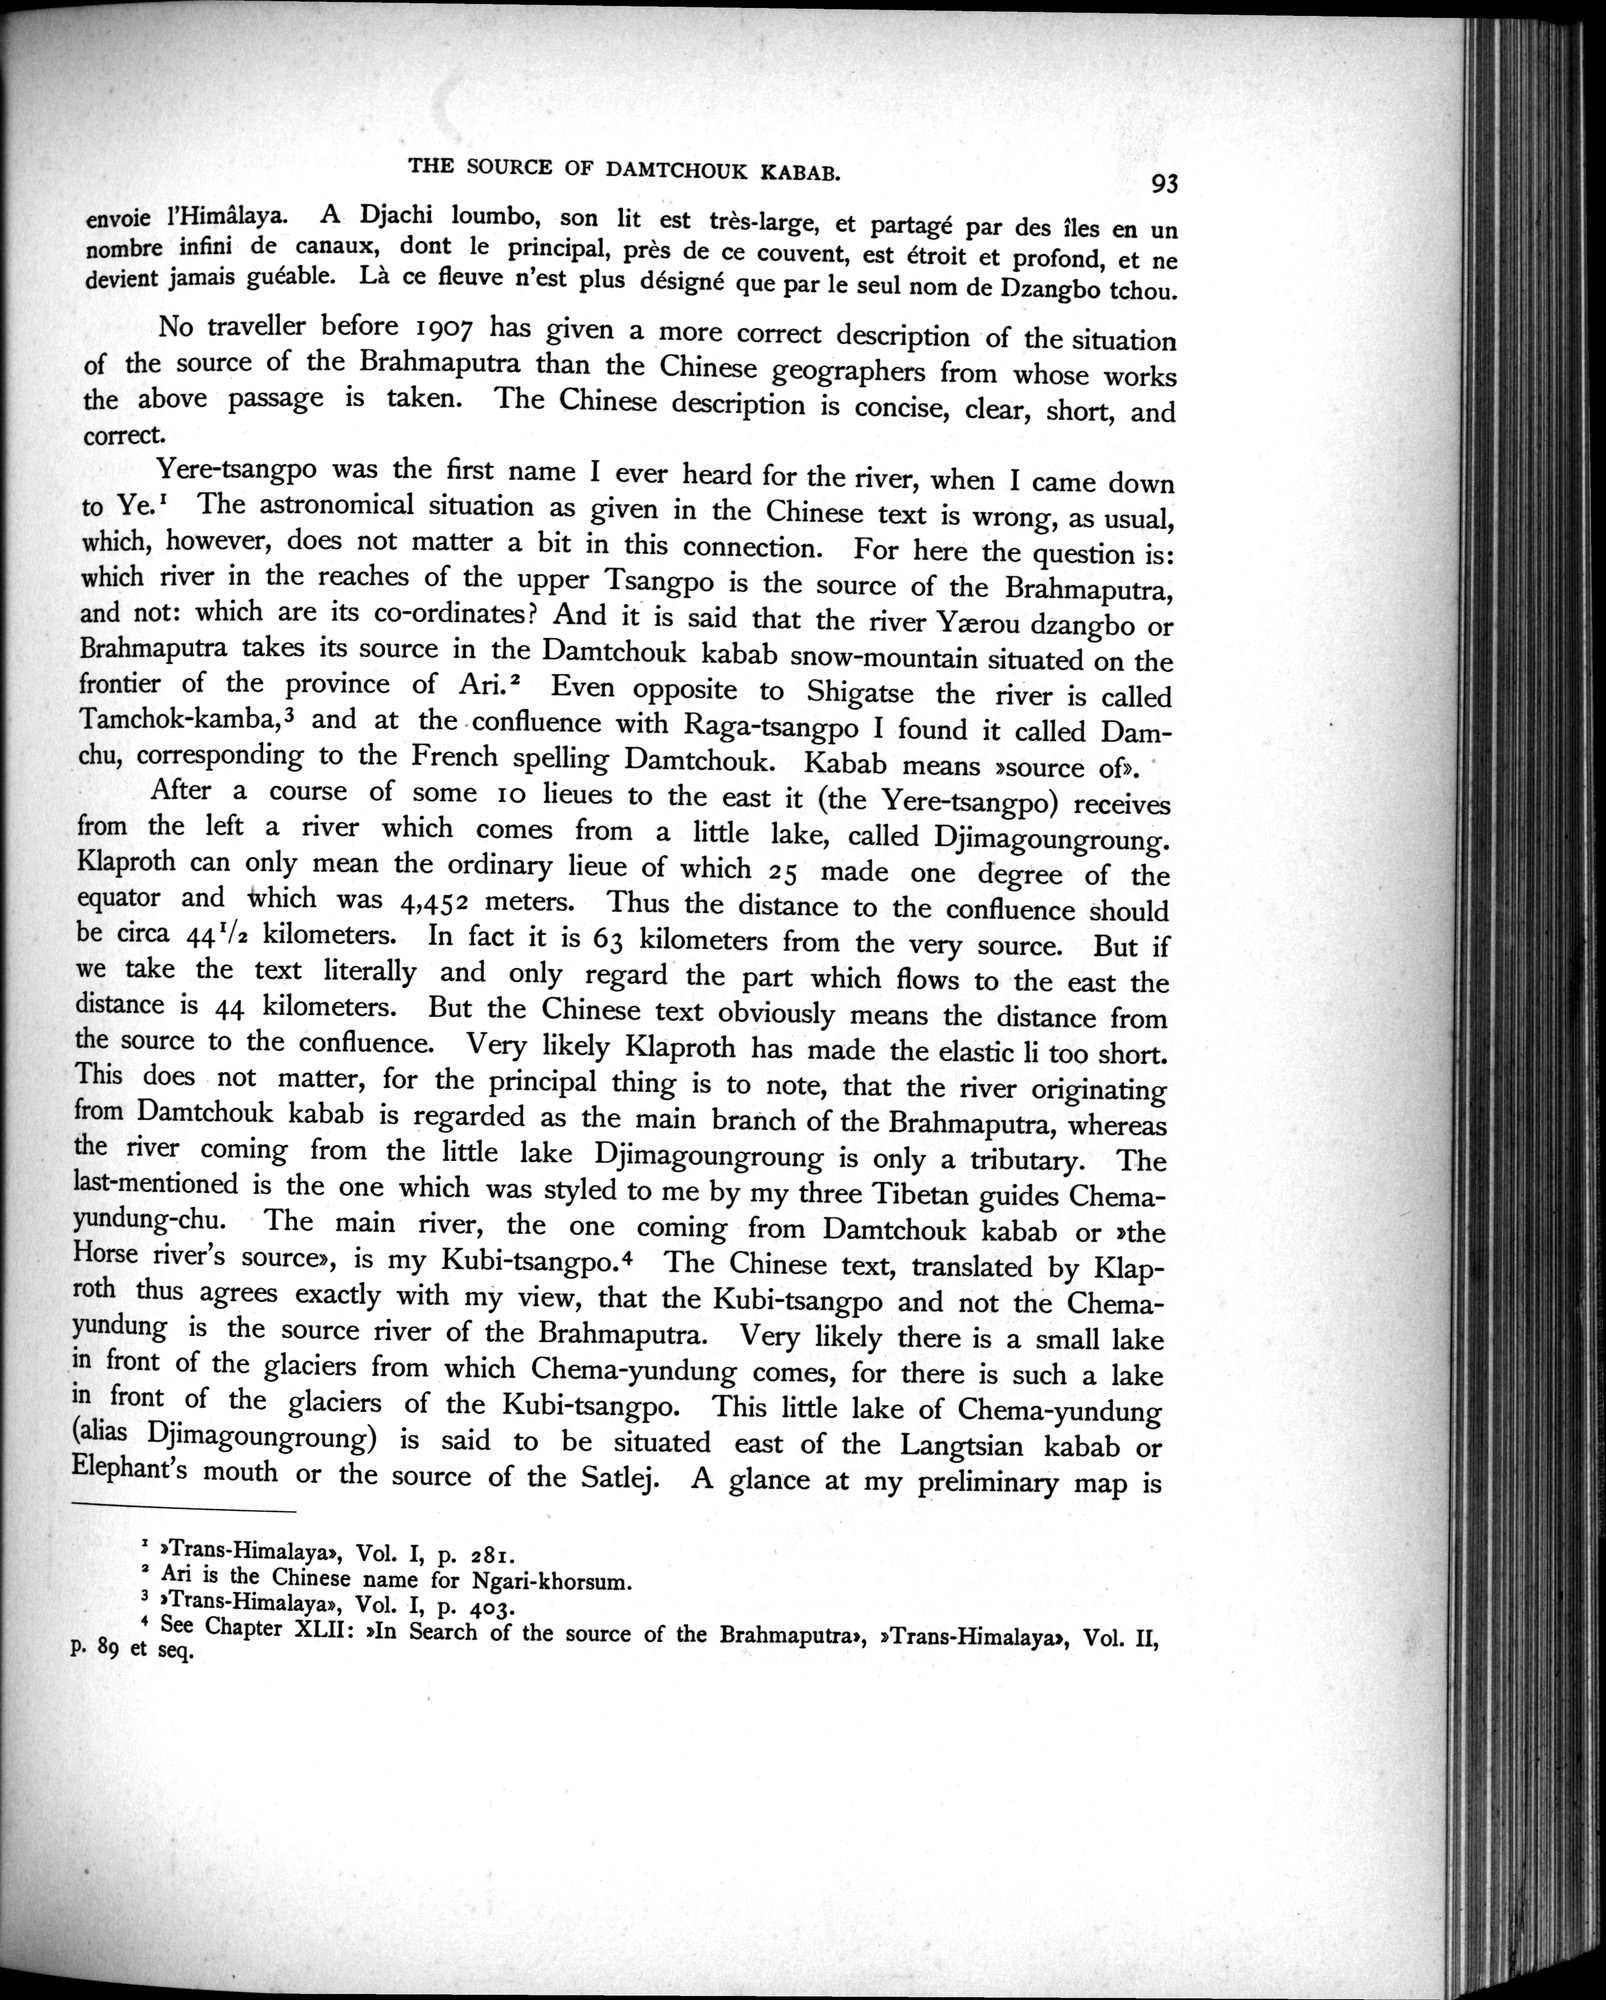 THE SOURCE OF DAMTCHOUK KABAB.
93
envoie l'Himâlaya. A Djachi loumbo, son lit est très-large, et partagé par des îles en un
nombre infini de canaux, dont le principal, près de ce couvent, est étroit et profond, et ne
devient jamais guéable. Là ce fleuve n'est plus désigné que par le seul nom de Dzangbo tchou.
No traveller before 1907 has given a more correct description of the situation
of the source of the Brahmaputra than the Chinese geographers from whose works
the above passage is taken. The Chinese description is concise, clear, short, and
correct.
Yere-tsangpo was the first name I ever heard for the river, when I came down
to Ye.¹ The astronomical situation as given in the Chinese text is wrong, as usual,
which, however, does not matter a bit in this connection. For here the question is:
which river in the reaches of the upper Tsangpo is the source of the Brahmaputra,
and not: which are its co-ordinates? And it is said that the river Yærou dzangbo or
Brahmaputra takes its source in the Damtchouk kabab snow-mountain situated on the
frontier of the province of Ari.² Even opposite to Shigatse the river is called
Tamchok-kamba,³ and at the confluence with Raga-tsangpo I found it called Dam-
chu, corresponding to the French spelling Damtchouk. Kabab means »source of».
After a course of some 10 lieues to the east it (the Yere-tsangpo) receives
from the left a river which comes from a little lake, called Djimagoungroung.
Klaproth can only mean the ordinary lieue of which 25 made one degree of the
equator and which was 4,452 meters. Thus the distance to the confluence should
be circa 44 1/2 kilometers. In fact it is 63 kilometers from the very source. But if
we take the text literally and only regard the part which flows to the east the
distance is 44 kilometers. But the Chinese text obviously means the distance from
the source to the confluence. Very likely Klaproth has made the elastic li too short.
This does not matter, for the principal thing is to note, that the river originating
from Damtchouk kabab is regarded as the main branch of the Brahmaputra, whereas
the river coming from the little lake Djimagoungroung is only a tributary. The
last-mentioned is the one which was styled to me by my three Tibetan guides Chema-
yundung-chu. The main river, the one coming from Damtchouk kabab or »the
Horse river's source», is my Kubi-tsangpo.⁴ The Chinese text, translated by Klap-
roth thus agrees exactly with my view, that the Kubi-tsangpo and not the Chema-
yundung is the source river of the Brahmaputra. Very likely there is a small lake
in front of the glaciers from which Chema-yundung comes, for there is such a lake
in front of the glaciers of the Kubi-tsangpo. This little lake of Chema-yundung
(alias Djimagoungroung) is said to be situated east of the Langtsian kabab or
Elephant's mouth or the source of the Satlej. A glance at my preliminary map is
¹ »Trans-Himalaya», Vol. I, p. 281.
² Ari is the Chinese name for Ngari-khorsum.
³ »Trans-Himalaya», Vol. I, p. 403.
⁴ See Chapter XLII: »In Search of the source of the Brahmaputra», »Trans-Himalaya», Vol. II,
p. 89 et seq.